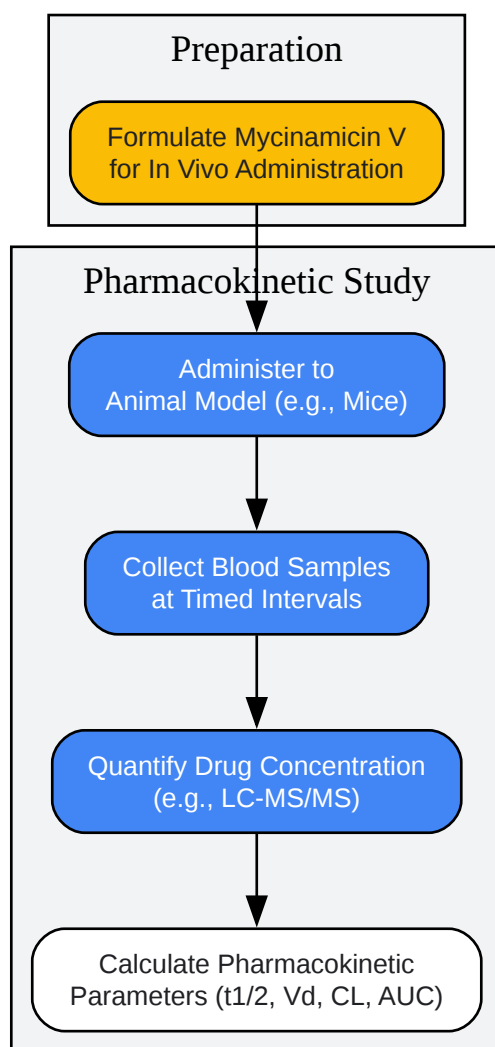 Preparation
Formulate Mycinamicin V
for In Vivo Administration
Pharmacokinetic Study
Administer to
Animal Model (e.g., Mice)
Collect Blood Samples
at Timed Intervals
Quantify Drug Concentration
(e.g., LC-MS/MS)
Calculate Pharmacokinetic
Parameters (t1/2, Vd, CL, AUC)